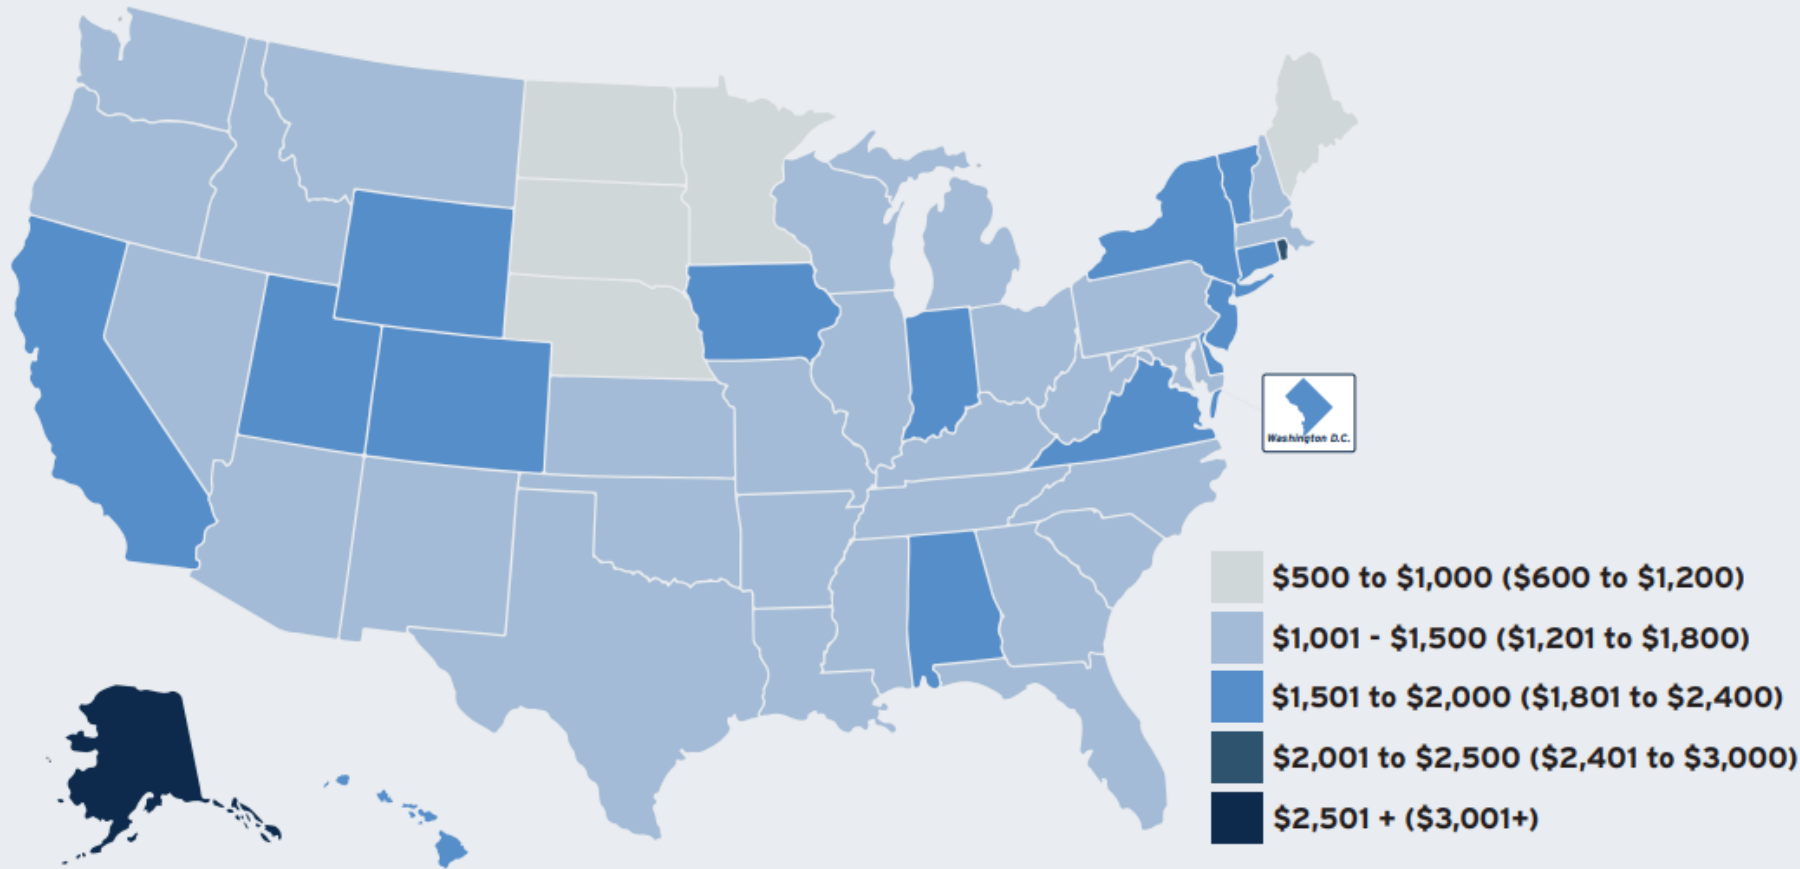 Washington D.C.
$500 to $1,000 ($600 to $1,200)
$1,001 - $1,500 ($1,201 to $1,800)
$1,501 to $2,000 ($1,801 to $2,400)
$2,001 to $2,500 ($2,401 to $3,000)
$2,501 + ($3,001+)